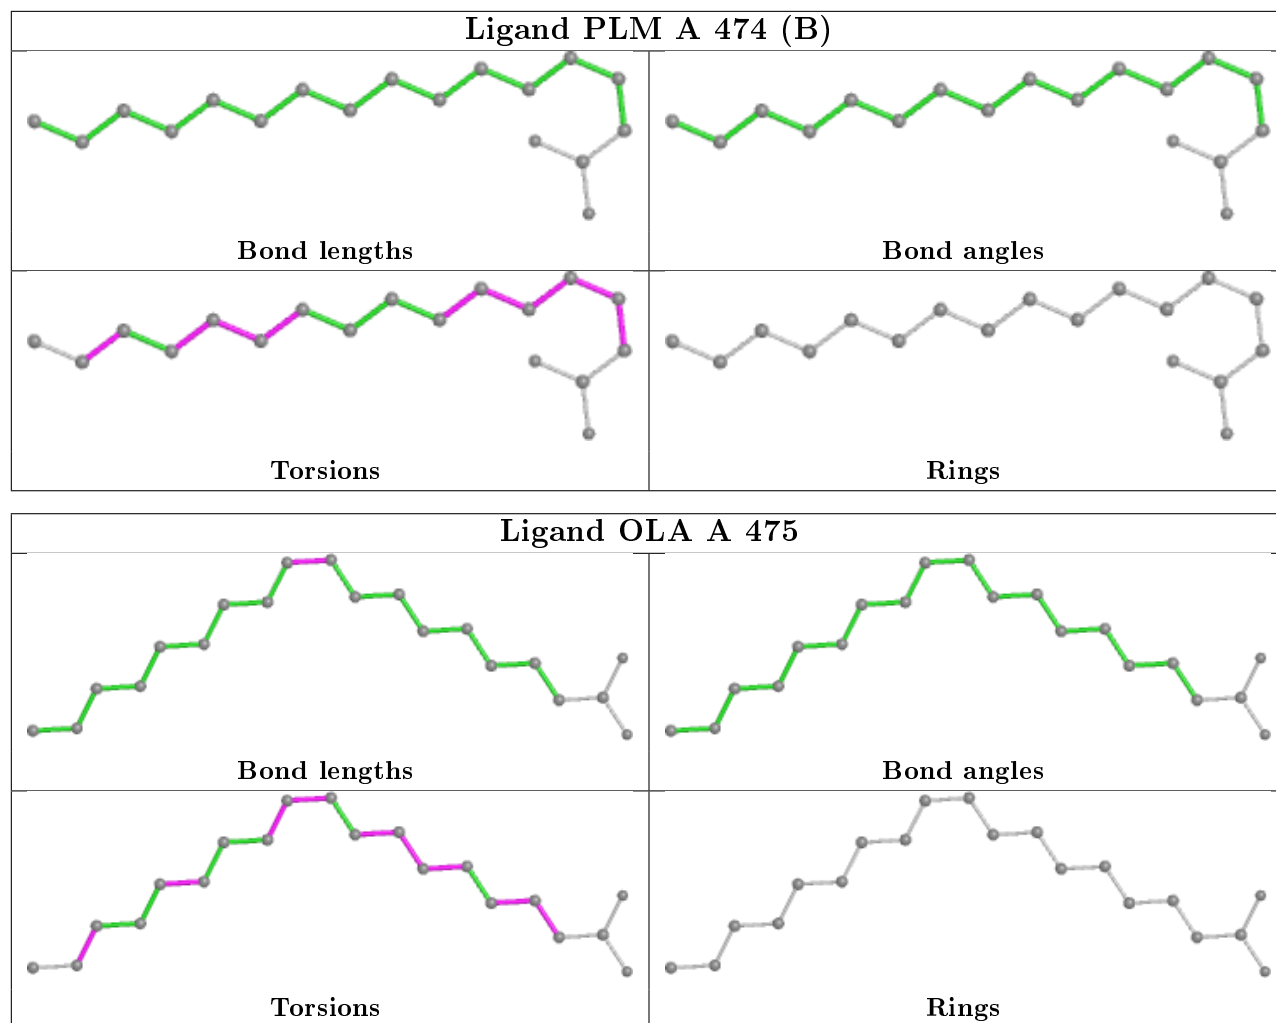 Ligand PLM A 474 (B)
Bond lengths
Bond angles
Torsions
Rings
Ligand OLA A 475
Bond lengths
Bond angles
Torsions
Rings